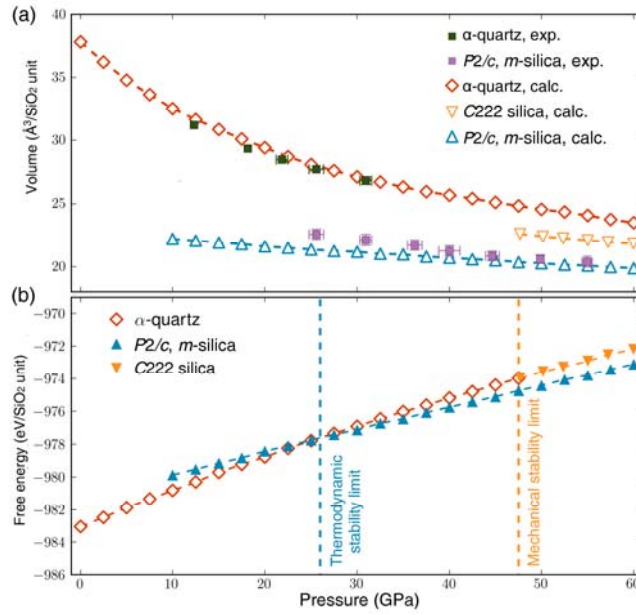 (a)
40
35
30
25
20
Volume (Å³/SiO₂ unit)
α-quartz, exp.
P2/c, m-silica, exp.
α-quartz, calc.
C222 silica, calc.
P2/c, m-silica, calc.
(b)
−970
−972
−974
−976
−978
−980
−982
−984
−986
Free energy (eV/SiO₂ unit)
α-quartz
P2/c, m-silica
C222 silica
Thermodynamic
stability limit
Mechanical stability limit
0 10 20 30 40 50 60
Pressure (GPa)